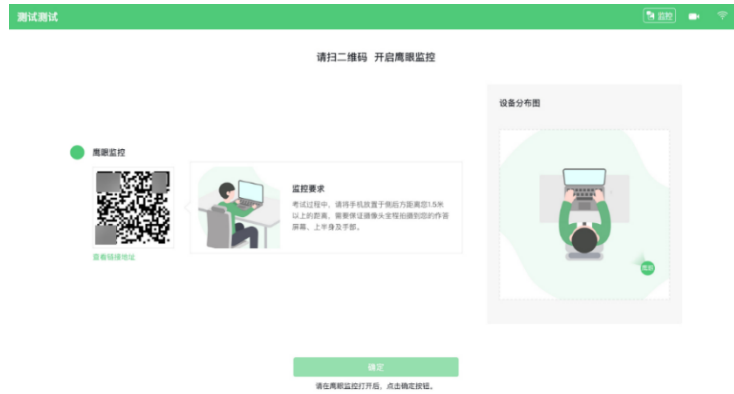 测试测试
监控
请扫二维码 开启鹰眼监控
设备分布图
鹰眼监控
监控要求
考试过程中，请将手机放置于侧后方距离您1.5米
以上的距离，需要保证摄像头全程拍摄到您的作答
屏幕、上半身及手部。
查看链接地址
确定
请在鹰眼监控打开后，点击确定按钮。